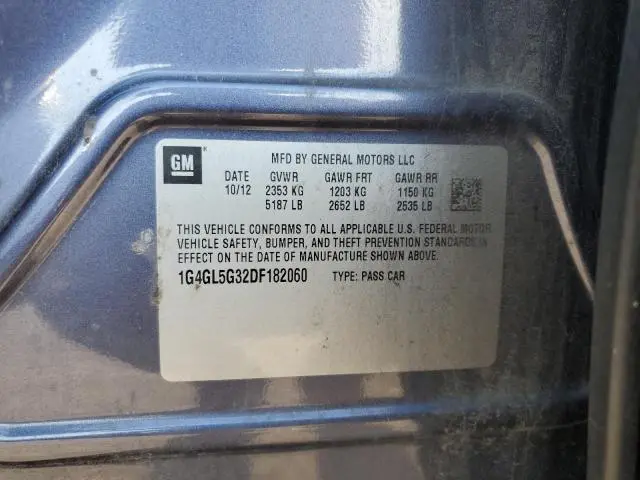 GM MFD BY GENERAL MOTORS LLC
DATE GVWR GAWR FRT GAWR RR
10/12 2353 KG 1203 KG 1150 KG
5187 LB 2652 LB 2535 LB
THIS VEHICLE CONFORMS TO ALL APPLICABLE U.S. FEDERAL MOTOR
VEHICLE SAFETY, BUMPER, AND THEFT PREVENTION STANDARDS IN
EFFECT ON THE DATE OF MANUFACTURE SHOWN ABOVE.
1G4GL5G32DF182060 TYPE: PASS CAR